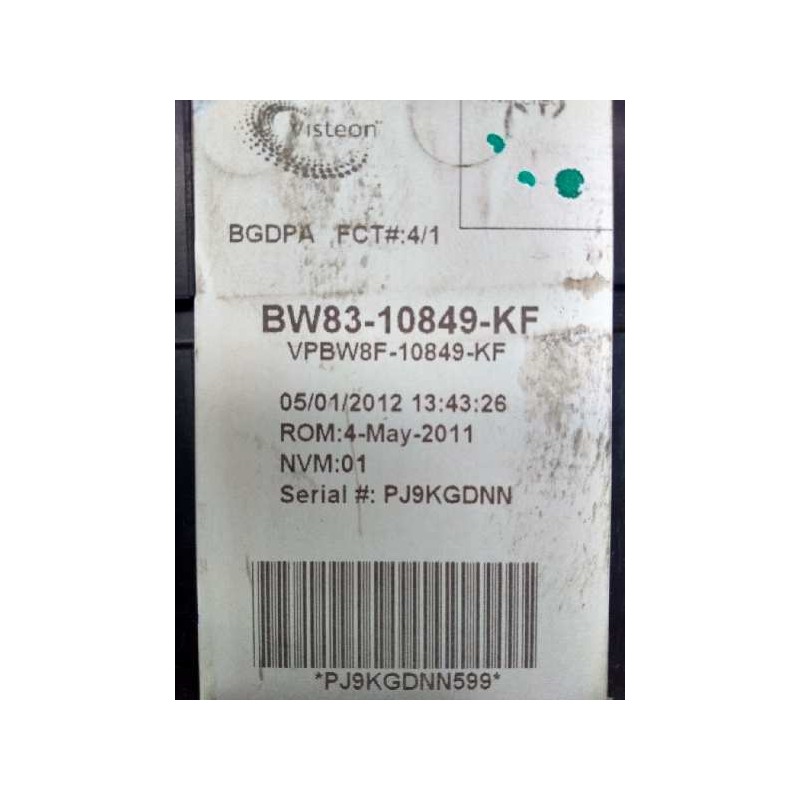 Visteon
BGDPA FCT#:4/1
BW83-10849-KF
VPBW8F-10849-KF
05/01/2012 13:43:26
ROM:4-May-2011
NVM:01
Serial #: PJ9KGDNN
*PJ9KGDNN599*